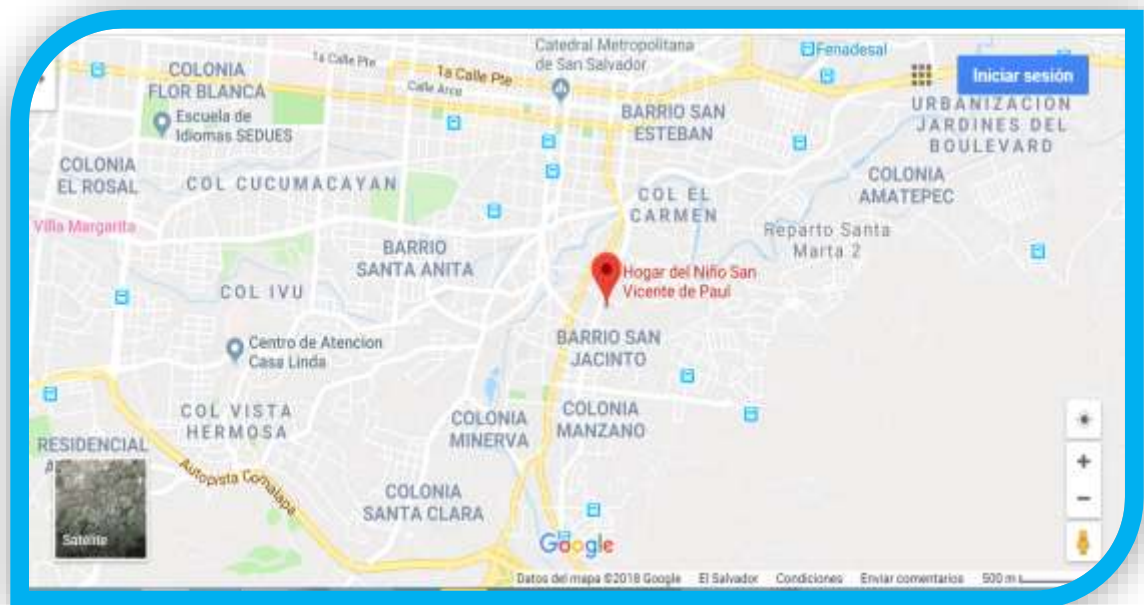 1a Calle Pte
1a Calle Pte
Calle Arce
Catedral Metropolitana
de San Salvador
Fenadesal
Iniciar sesión
COLONIA
FLOR BLANCA
Escuela de
Idiomas SEDUES
BARRIO SAN
ESTEBAN
URBANIZACIÓN
JARDINES DEL
BOULEVARD
COLONIA
EL ROSAL
COL CUCUMACAYAN
COLONIA
AMATEPEC
COL EL
CARMEN
Villa Margarita
Reparto Santa
Marta 2
BARRIO
SANTA ANITA
Hogar del Niño San
Vicente de Paul
COL IVU
BARRIO SAN
JACINTO
Centro de Atencion
Casa Linda
COL VISTA
HERMOSA
COLONIA
MINERVA
COLONIA
MANZANO
RESIDENCIAL
Autopista Comalapa
COLONIA
SANTA CLARA
Satélite
Google
Datos del mapa ©2018 Google El Salvador Condiciones Enviar comentarios 500 m